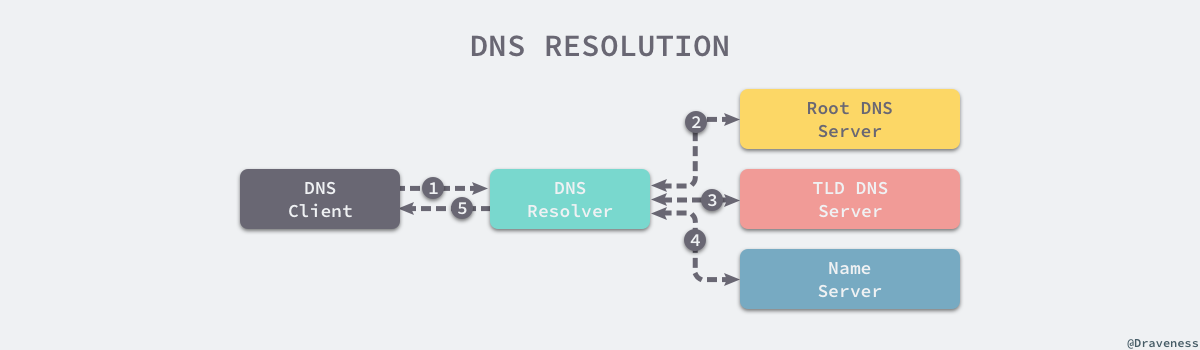 DNS RESOLUTION
2
Root DNS
Server
DNS
Client
1
5
DNS
Resolver
3
TLD DNS
Server
4
Name
Server
@Draveness